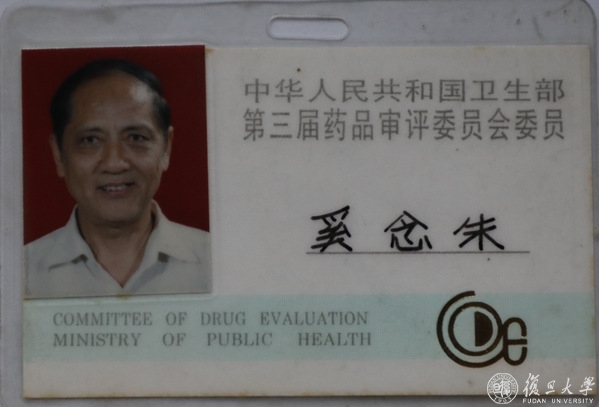 中华人民共和国卫生部
第三届药品审评委员会委员
奚念朱
COMMITTEE OF DRUG EVALUATION
MINISTRY OF PUBLIC HEALTH
CDe
復旦大學
FUDAN UNIVERSITY